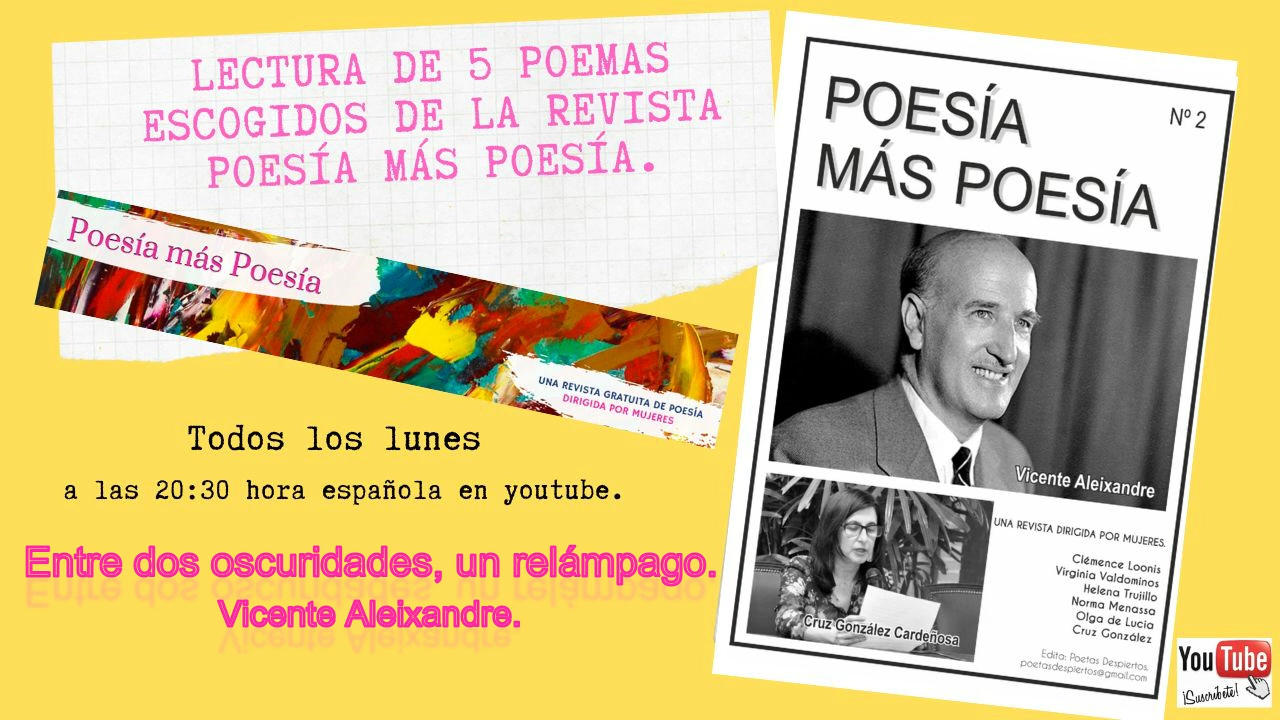 LECTURA DE 5 POEMAS
ESCOGIDOS DE LA REVISTA
POESÍA MÁS POESÍA.
Poesía más Poesía
UNA REVISTA GRATUITA DE POESÍA
DIRIGIDA POR MUJERES
Todos los lunes
a las 20:30 hora española en youtube.
Entre dos oscuridades, un relámpago.
Vicente Aleixandre.
POESÍA
Nº 2
MÁS POESÍA
Vicente Aleixandre
UNA REVISTA DIRIGIDA POR MUJERES.
Clémence Loonis
Virginia Valdominos
Helena Trujillo
Norma Menassa
Olga de Lucia
Cruz González
Cruz González Cardeñosa
Edita: Poetas Despiertos.
poetasdespiertos@gmail.com
YouTube
¡Suscríbete!